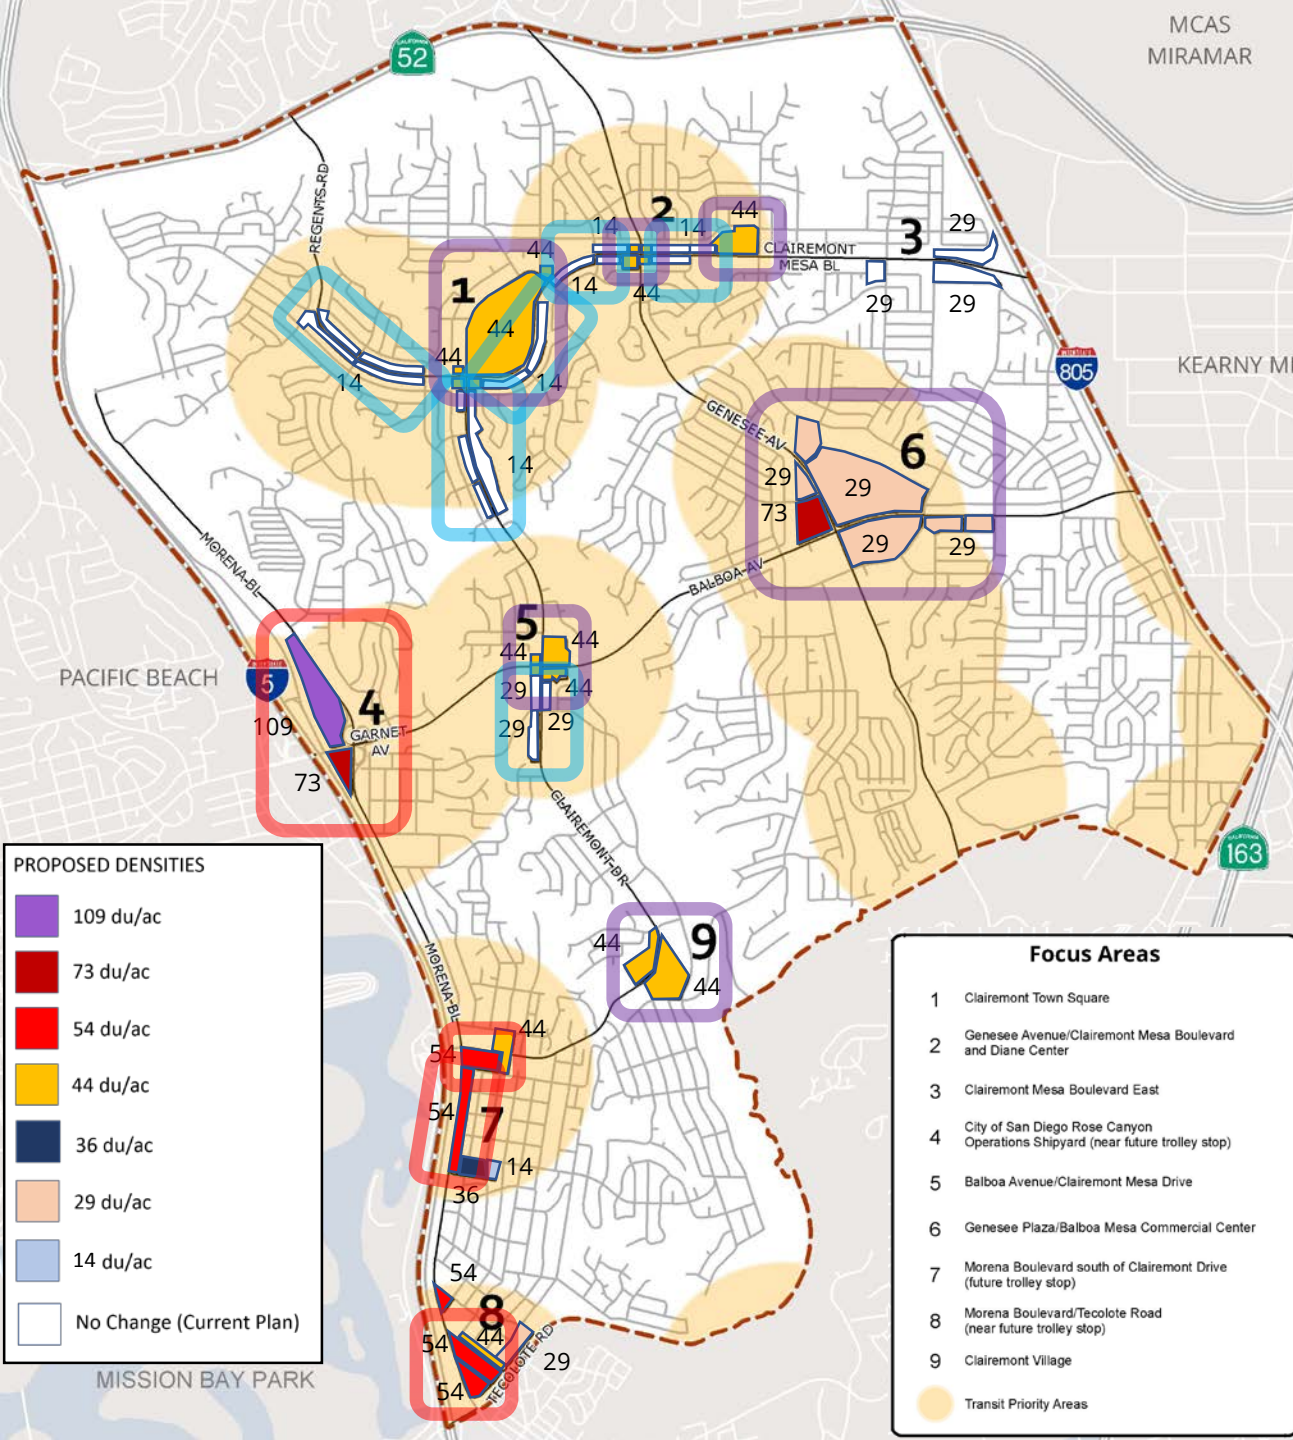 MCAS
MIRAMAR
CALIFORNIA
52
REGENTS RD
44
2
14
14
44
CLAIREMONT
MESA BL
3
29
14
44
29
29
1
44
44
14
14
14
INTERSTATE
805
KEARNY ME
GENESEE AV
6
29
29
73
29
29
BALBOA AV
MORENA BL
5
44
44
29
44
29
29
PACIFIC BEACH
INTERSTATE
5
109
4
GARNET
AV
73
CLAIREMONT DR
CALIFORNIA
163
44
9
44
MORENA BL
44
54
54
7
14
36
54
8
54
44
29
54
TECOLOTE RD
MISSION BAY PARK
PROPOSED DENSITIES
109 du/ac
73 du/ac
54 du/ac
44 du/ac
36 du/ac
29 du/ac
14 du/ac
No Change (Current Plan)
Focus Areas
1 Clairemont Town Square
2 Genesee Avenue/Clairemont Mesa Boulevard
and Diane Center
3 Clairemont Mesa Boulevard East
4 City of San Diego Rose Canyon
Operations Shipyard (near future trolley stop)
5 Balboa Avenue/Clairemont Mesa Drive
6 Genesee Plaza/Balboa Mesa Commercial Center
7 Morena Boulevard south of Clairemont Drive
(future trolley stop)
8 Morena Boulevard/Tecolote Road
(near future trolley stop)
9 Clairemont Village
Transit Priority Areas